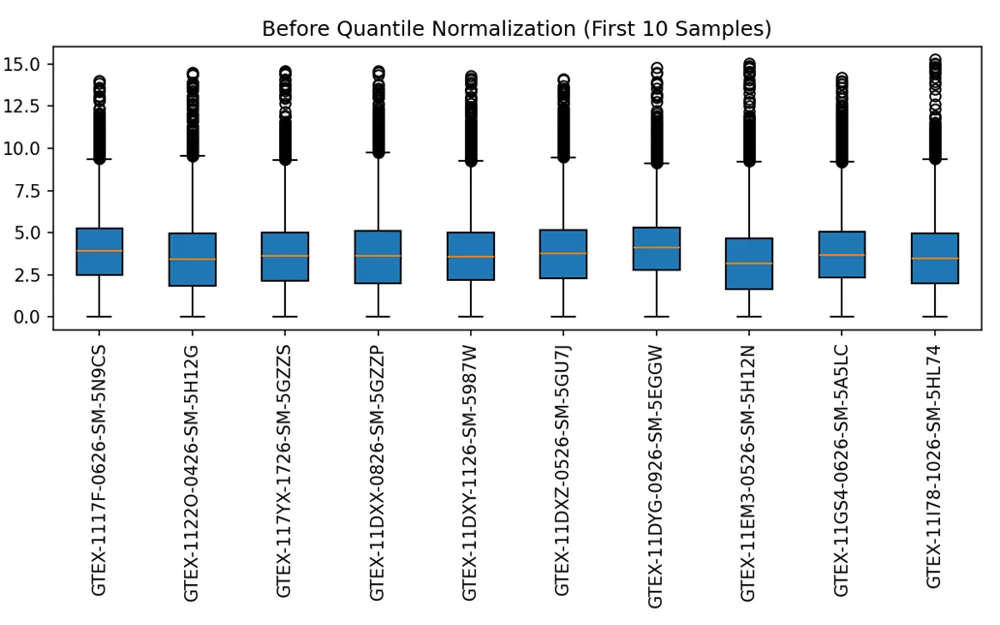 Before Quantile Normalization (First 10 Samples)
15.0
12.5
10.0
7.5
5.0
2.5
0.0
GTEX-1117F-0626-SM-5N9CS
GTEX-1122O-0426-SM-5H12G
GTEX-117YX-1726-SM-5GZZS
GTEX-11DXX-0826-SM-5GZZP
GTEX-11DXY-1126-SM-5987W
GTEX-11DXZ-0526-SM-5GU7J
GTEX-11DYG-0926-SM-5EGGW
GTEX-11EM3-0526-SM-5H12N
GTEX-11GS4-0626-SM-5A5LC
GTEX-11I78-1026-SM-5HL74